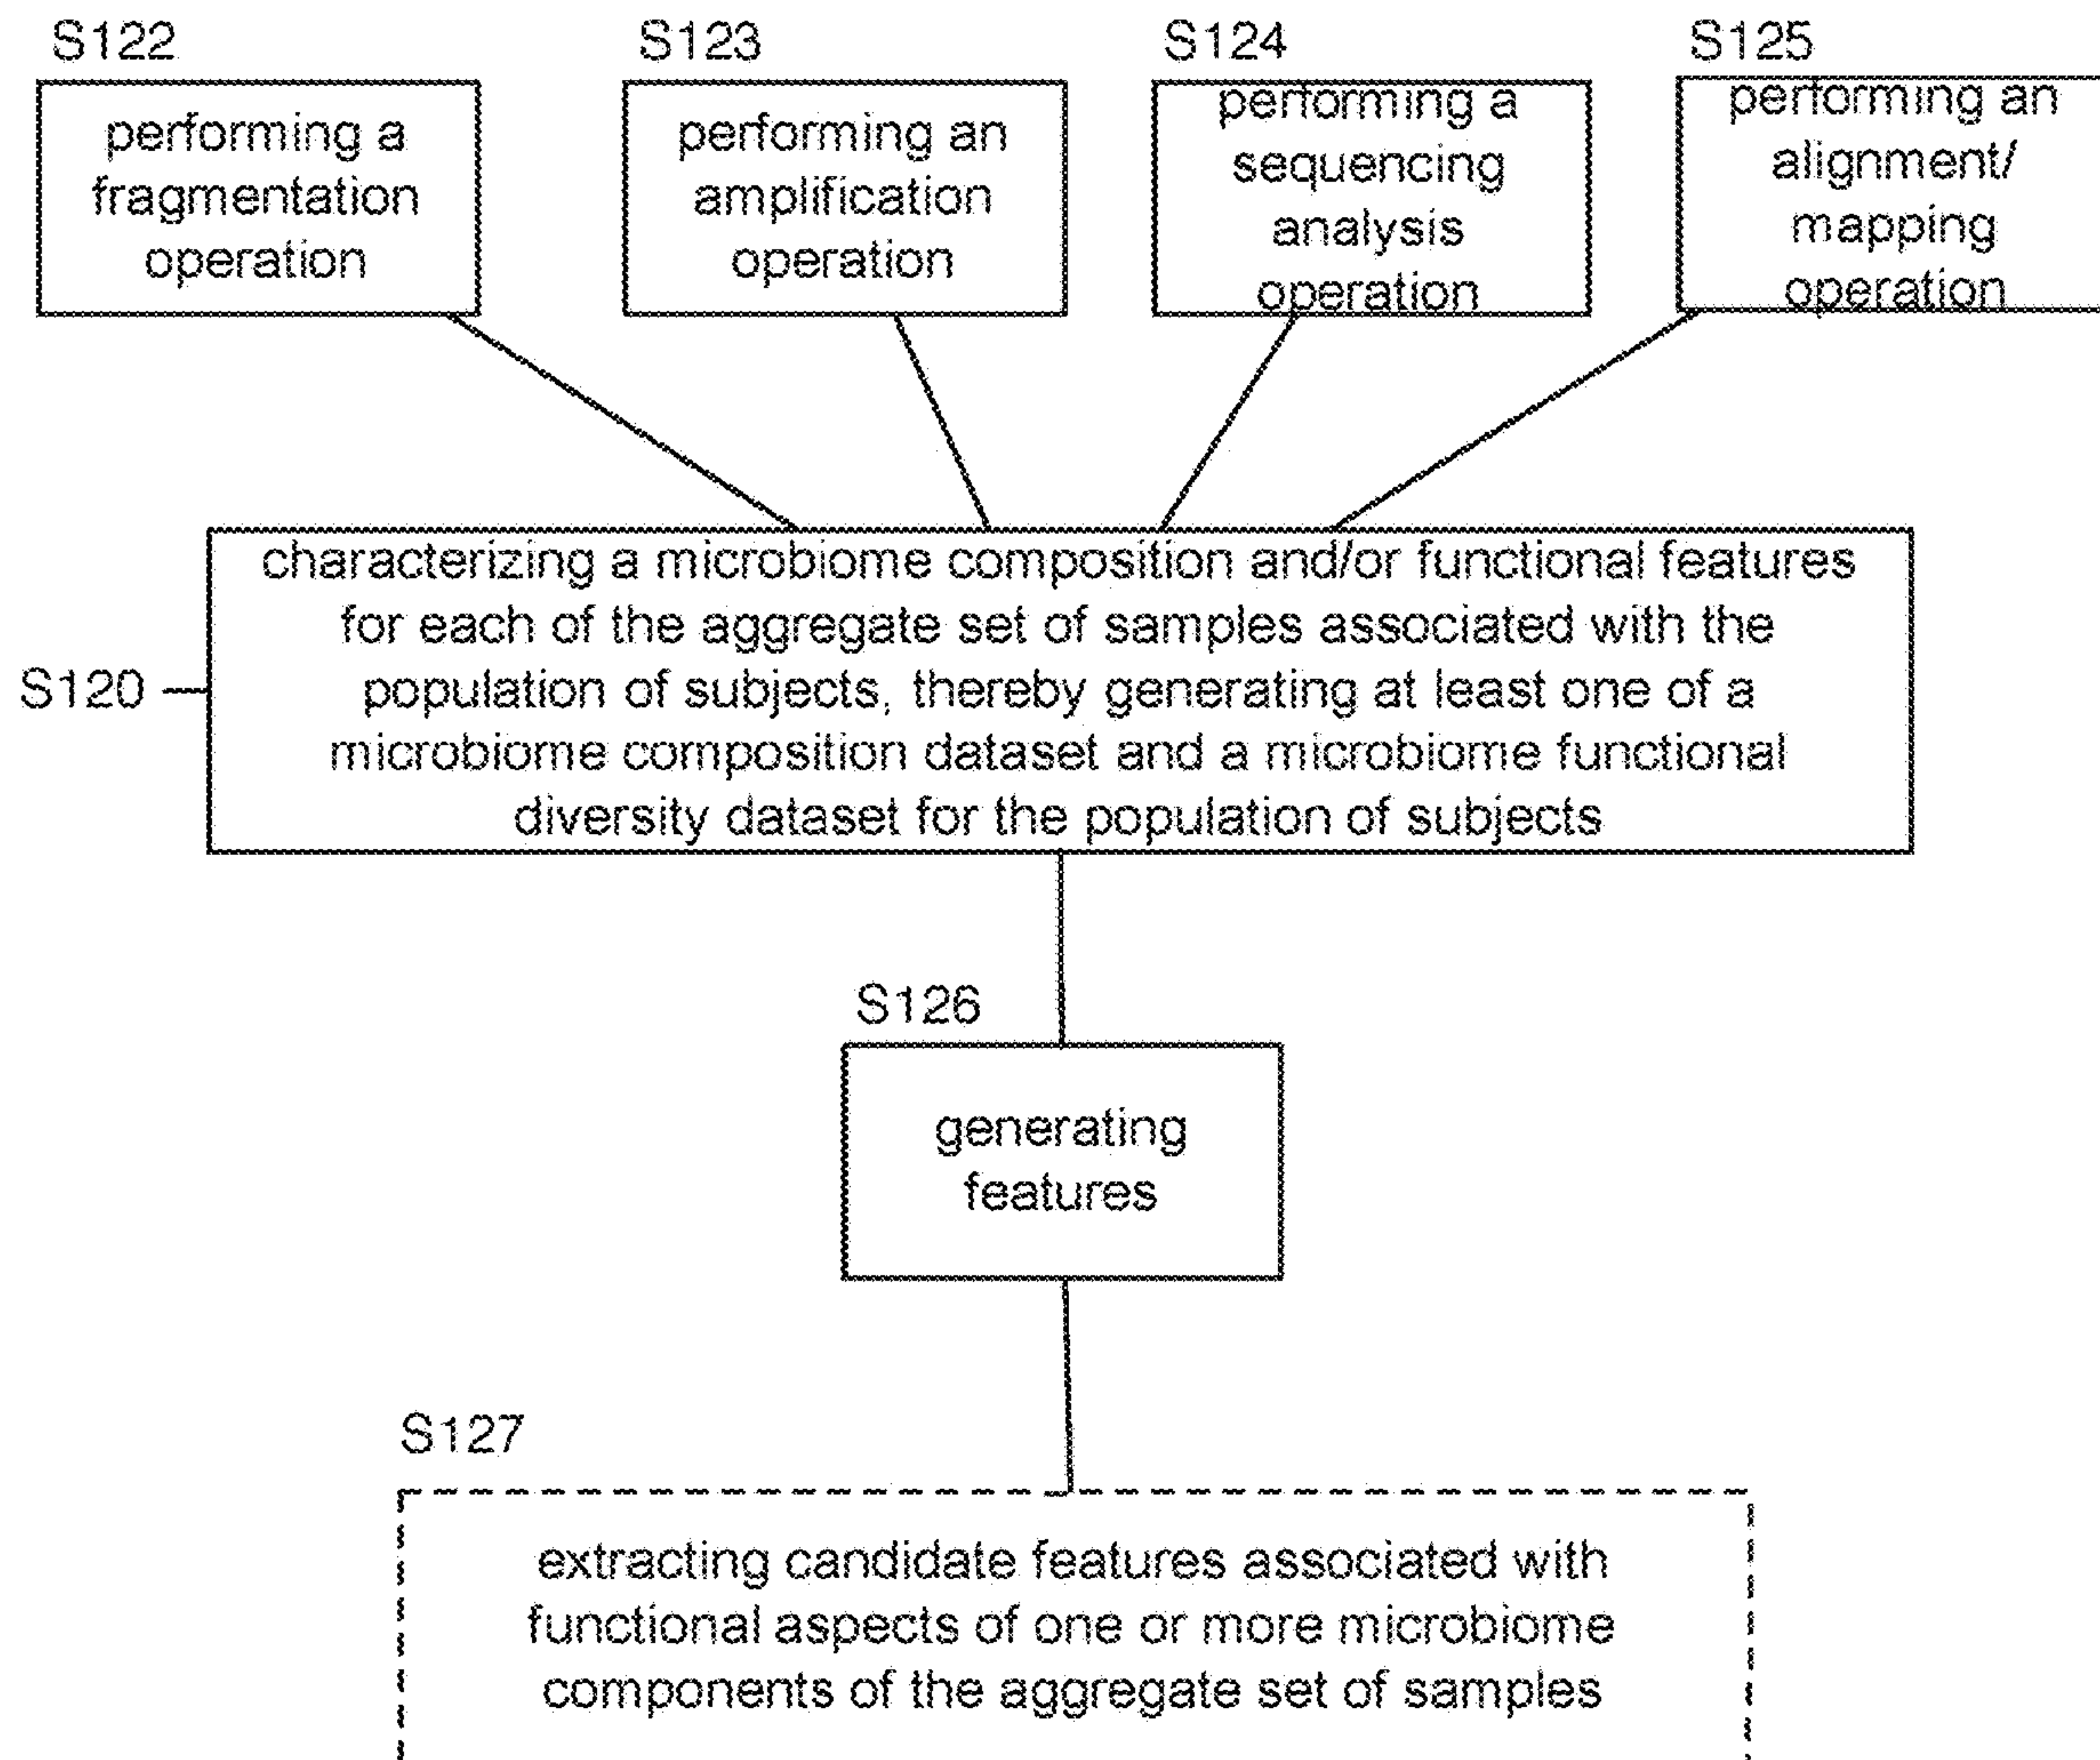 S122
performing a
fragmentation
operation
S123
performing an
amplification
operation
S124
performing a
sequencing
analysis
operation
S125
performing an
alignment/
mapping
operation
S120
characterizing a microbiome composition and/or functional features
for each of the aggregate set of samples associated with the
population of subjects, thereby generating at least one of a
microbiome composition dataset and a microbiome functional
diversity dataset for the population of subjects
S126
generating
features
S127
extracting candidate features associated with
functional aspects of one or more microbiome
components of the aggregate set of samples